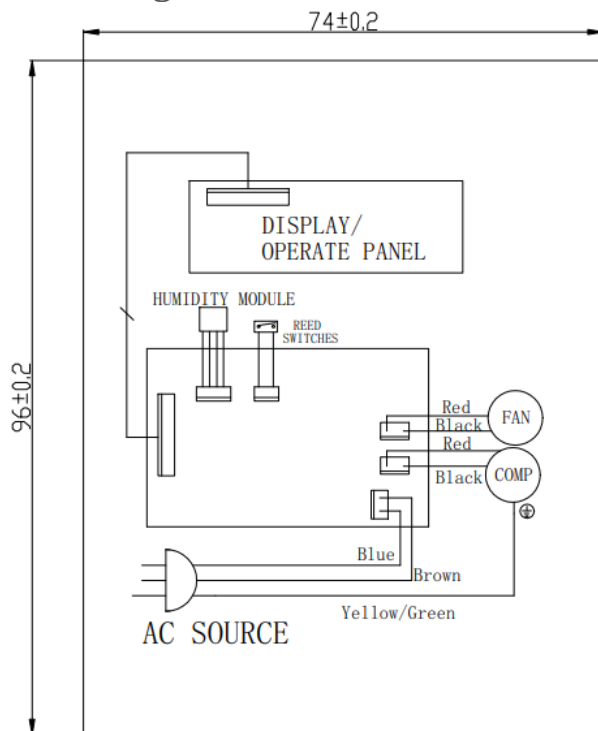 74±0.2
96±0.2
DISPLAY/
OPERATE PANEL
HUMIDITY MODULE
REED
SWITCHES
Red
Black
FAN
Red
Black
COMP
Blue
Brown
Yellow/Green
AC SOURCE